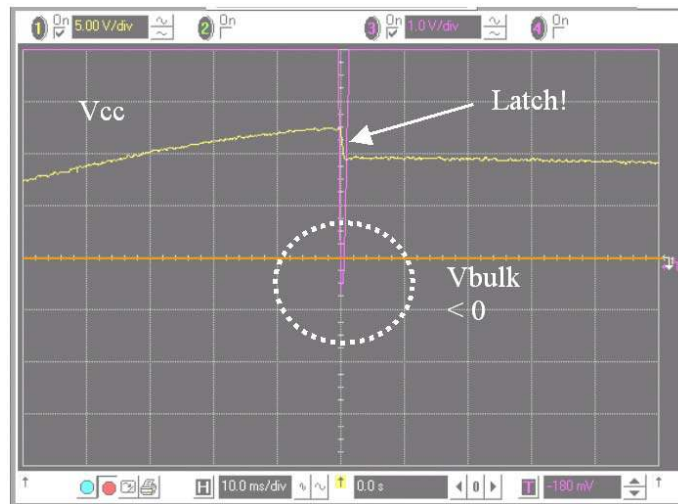 1 On 5.00 V/div 2 On 3 On 1.0 V/div 4 On
Vcc
Latch!
Vbulk
< 0
H 10.0 ms/div 0.0 s 0 T -180 mV